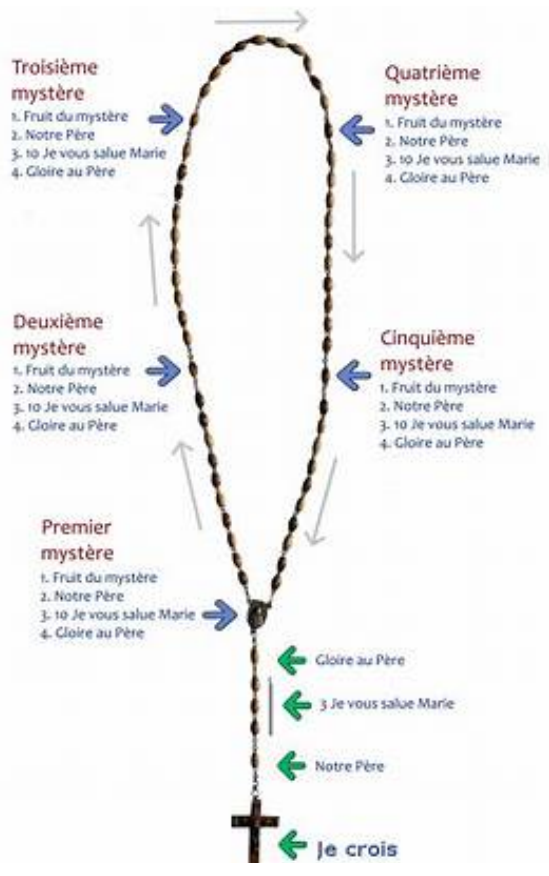 Troisième
mystère
1. Fruit du mystère
2. Notre Père
3. 10 Je vous salue Marie
4. Gloire au Père
Quatrième
mystère
1. Fruit du mystère
2. Notre Père
3. 10 Je vous salue Marie
4. Gloire au Père
Deuxième
mystère
1. Fruit du mystère
2. Notre Père
3. 10 Je vous salue Marie
4. Gloire au Père
Cinquième
mystère
1. Fruit du mystère
2. Notre Père
3. 10 Je vous salue Marie
4. Gloire au Père
Premier
mystère
1. Fruit du mystère
2. Notre Père
3. 10 Je vous salue Marie
4. Gloire au Père
Gloire au Père
3 Je vous salue Marie
Notre Père
Je crois